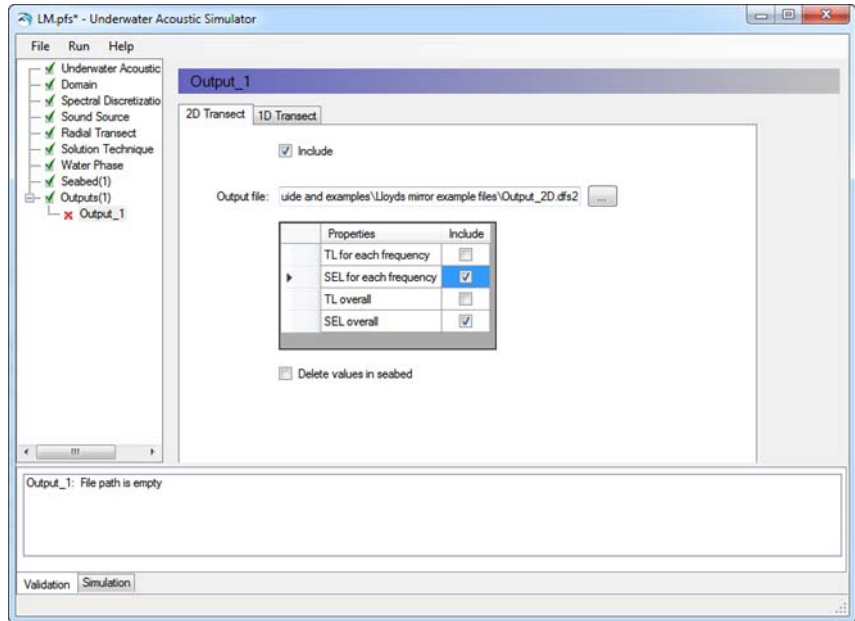 LM.pfs* - Underwater Acoustic Simulator
File Run Help
Underwater Acoustic
Domain
Spectral Discretizatio
Sound Source
Radial Transect
Solution Technique
Water Phase
Seabed(1)
Outputs(1)
Output_1
Output_1
2D Transect 1D Transect
Include
Output file: uide and examples\Lloyds mirror example files\Output_2D.dfs2 ...
Properties Include
TL for each frequency
SEL for each frequency
TL overall
SEL overall
Delete values in seabed
Output_1: File path is empty
Validation Simulation